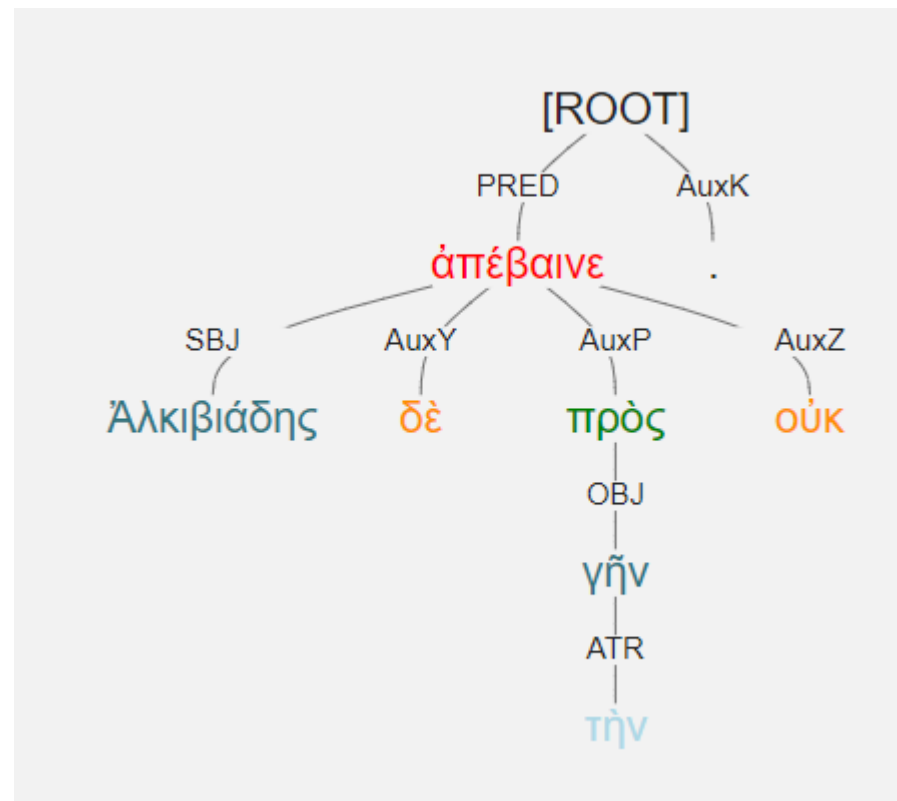 [ROOT]
PRED AuxK
ἀπέβαινε .
SBJ AuxY AuxP AuxZ
Ἀλκιβιάδης δὲ πρὸς οὐκ
OBJ
γῆν
ATR
τὴν